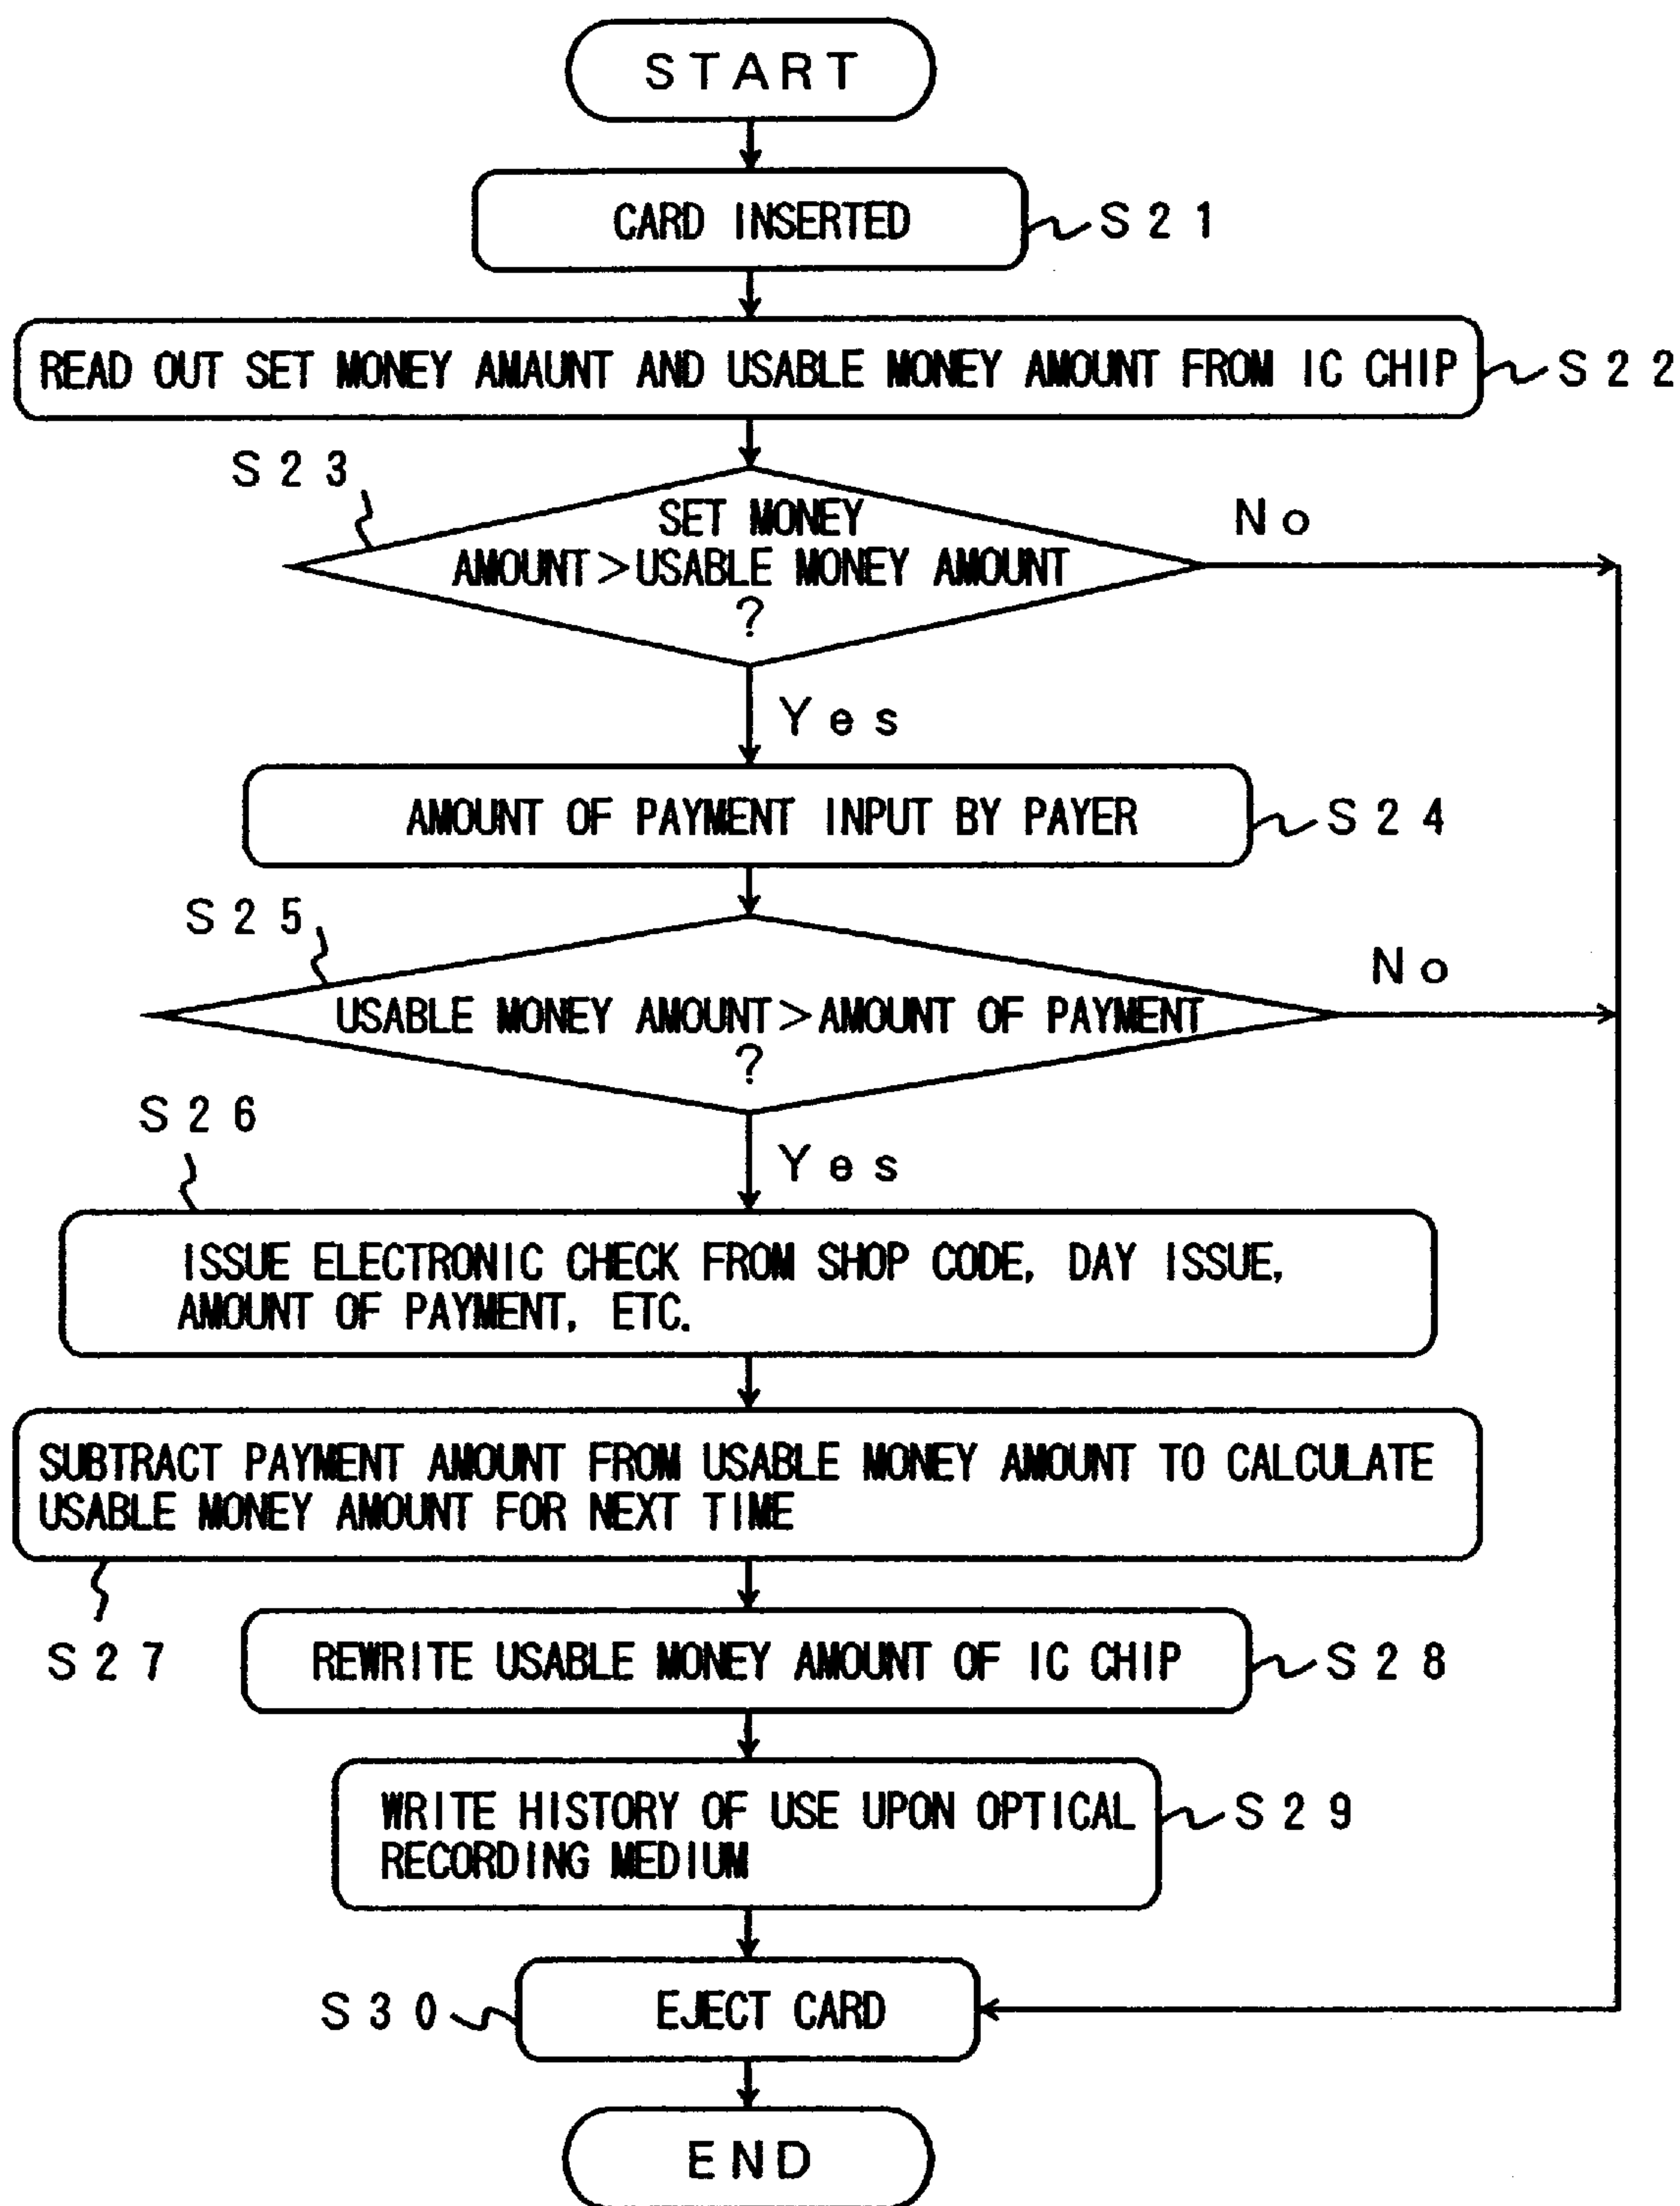 START
CARD INSERTED
S21
READ OUT SET MONEY AMAUNT AND USABLE MONEY AMOUNT FROM IC CHIP
S22
S23
SET MONEY
AMOUNT>USABLE MONEY AMOUNT
?
No
Yes
AMOUNT OF PAYMENT INPUT BY PAYER
S24
S25
USABLE MONEY AMOUNT>AMOUNT OF PAYMENT
?
No
Yes
S26
ISSUE ELECTRONIC CHECK FROM SHOP CODE, DAY ISSUE,
AMOUNT OF PAYMENT, ETC.
SUBTRACT PAYMENT AMOUNT FROM USABLE MONEY AMOUNT TO CALCULATE
USABLE MONEY AMOUNT FOR NEXT TIME
S27
REWRITE USABLE MONEY AMOUNT OF IC CHIP
S28
WRITE HISTORY OF USE UPON OPTICAL
RECORDING MEDIUM
S29
S30
EJECT CARD
END